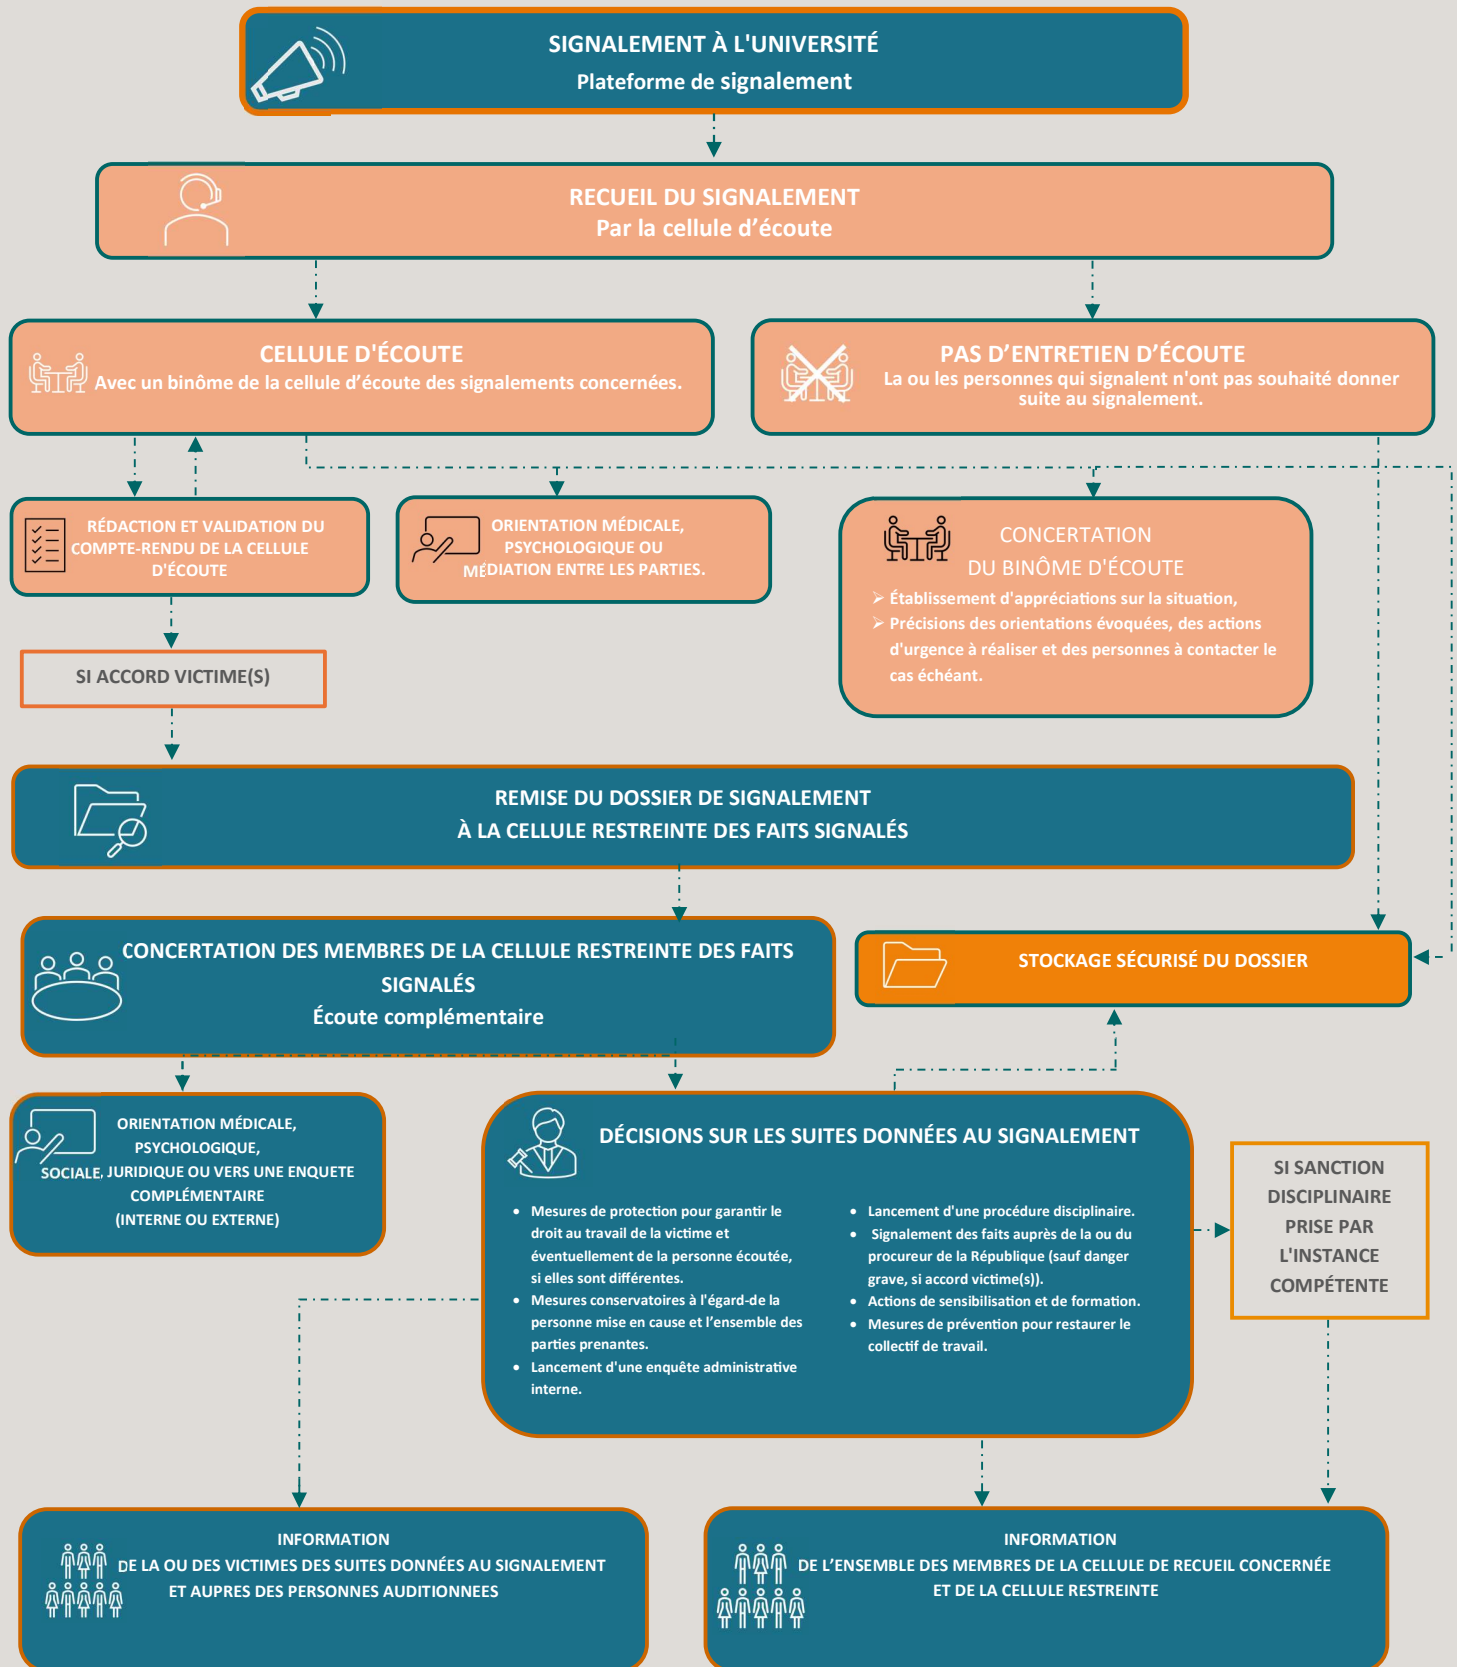 SIGNALEMENT À L'UNIVERSITÉ
Plateforme de signalement
RECUEIL DU SIGNALEMENT
Par la cellule d’écoute
CELLULE D'ÉCOUTE
Avec un binôme de la cellule d’écoute des signalements concernées.
PAS D’ENTRETIEN D’ÉCOUTE
La ou les personnes qui signalent n'ont pas souhaité donner
suite au signalement.
RÉDACTION ET VALIDATION DU
COMPTE-RENDU DE LA CELLULE
D'ÉCOUTE
ORIENTATION MÉDICALE,
PSYCHOLOGIQUE OU
MÉDIATION ENTRE LES PARTIES.
CONCERTATION
DU BINÔME D'ÉCOUTE
➢ Établissement d'appréciations sur la situation,
➢ Précisions des orientations évoquées, des actions
d'urgence à réaliser et des personnes à contacter le
cas échéant.
SI ACCORD VICTIME(S)
REMISE DU DOSSIER DE SIGNALEMENT
À LA CELLULE RESTREINTE DES FAITS SIGNALÉS
CONCERTATION DES MEMBRES DE LA CELLULE RESTREINTE DES FAITS
SIGNALÉS
Écoute complémentaire
STOCKAGE SÉCURISÉ DU DOSSIER
ORIENTATION MÉDICALE,
PSYCHOLOGIQUE,
SOCIALE, JURIDIQUE OU VERS UNE ENQUETE
COMPLÉMENTAIRE
(INTERNE OU EXTERNE)
DÉCISIONS SUR LES SUITES DONNÉES AU SIGNALEMENT
• Mesures de protection pour garantir le
droit au travail de la victime et
éventuellement de la personne écoutée,
si elles sont différentes.
• Mesures conservatoires à l'égard-de la
personne mise en cause et l’ensemble des
parties prenantes.
• Lancement d'une enquête administrative
interne.
• Lancement d'une procédure disciplinaire.
• Signalement des faits auprès de la ou du
procureur de la République (sauf danger
grave, si accord victime(s)).
• Actions de sensibilisation et de formation.
• Mesures de prévention pour restaurer le
collectif de travail.
SI SANCTION
DISCIPLINAIRE
PRISE PAR
L'INSTANCE
COMPÉTENTE
INFORMATION
DE LA OU DES VICTIMES DES SUITES DONNÉES AU SIGNALEMENT
ET AUPRES DES PERSONNES AUDITIONNEES
INFORMATION
DE L’ENSEMBLE DES MEMBRES DE LA CELLULE DE RECUEIL CONCERNÉE
ET DE LA CELLULE RESTREINTE